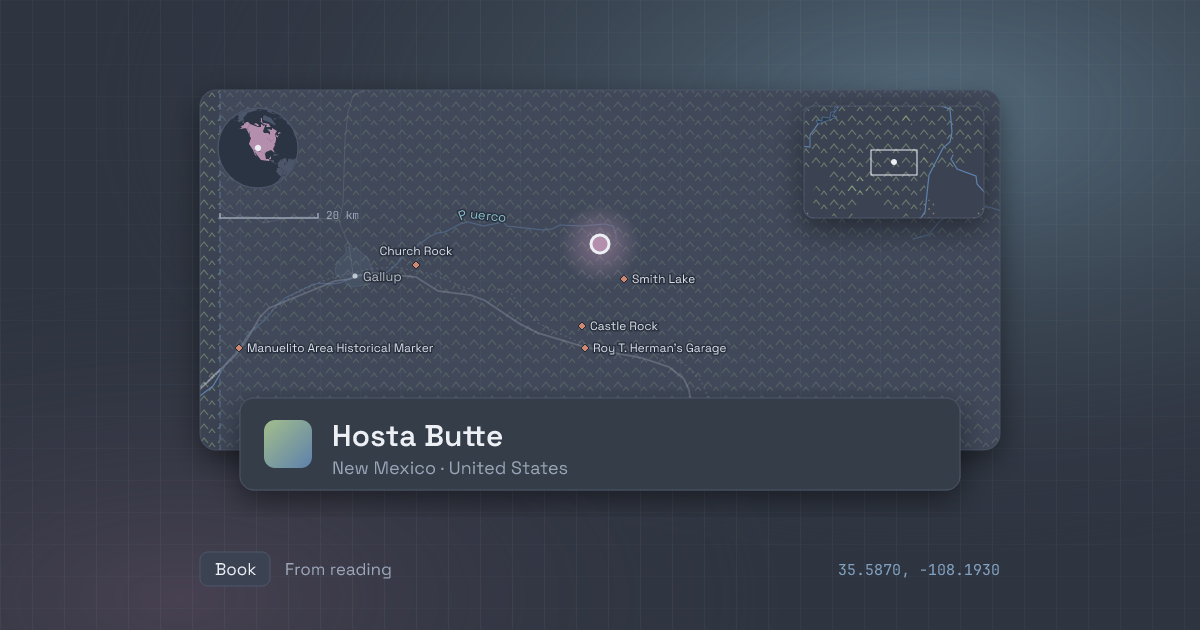 20 km
Puerco
Church Rock
Gallup
Smith Lake
Castle Rock
Manuelito Area Historical Marker
Roy T. Herman's Garage
Hosta Butte
New Mexico · United States
Book
From reading
35.5870, -108.1930